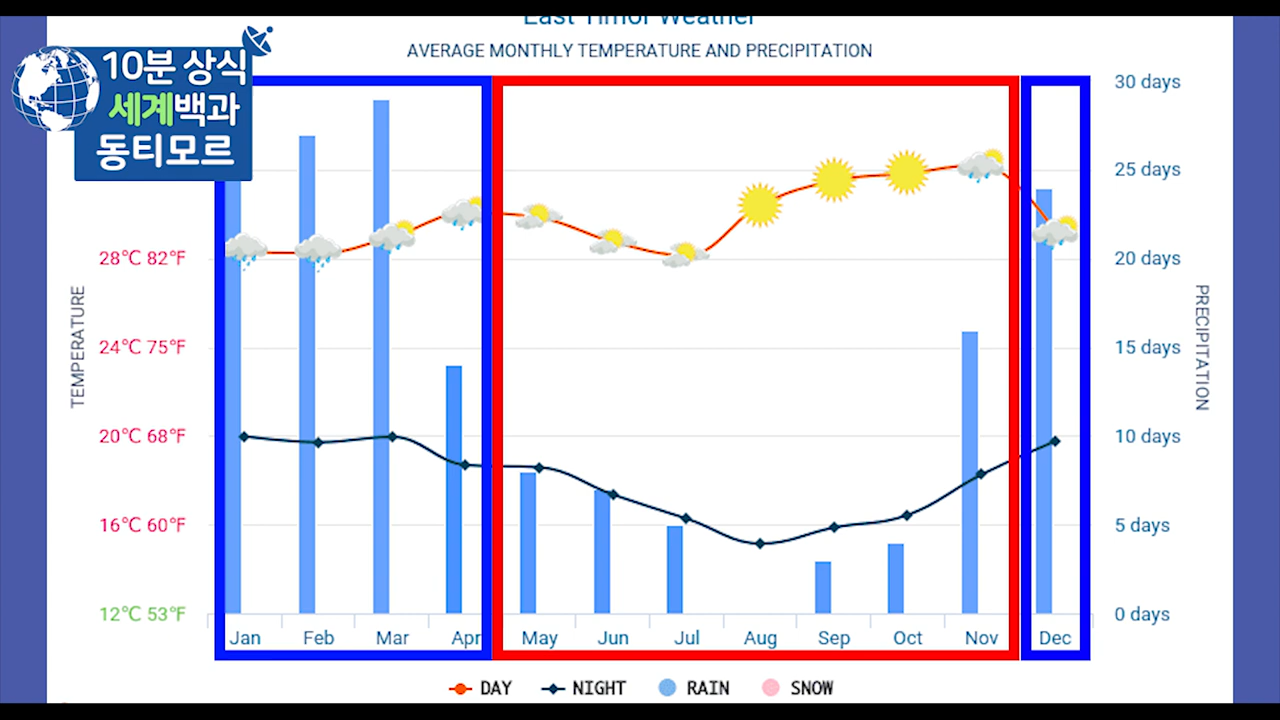 East Timor Weather
AVERAGE MONTHLY TEMPERATURE AND PRECIPITATION
10분 상식
세계백과
동티모르
TEMPERATURE
28℃ 82℉
24℃ 75℉
20℃ 68℉
16℃ 60℉
12℃ 53℉
30 days
25 days
20 days
15 days
10 days
5 days
0 days
PRECIPITATION
Jan Feb Mar Apr May Jun Jul Aug Sep Oct Nov Dec
DAY NIGHT RAIN SNOW